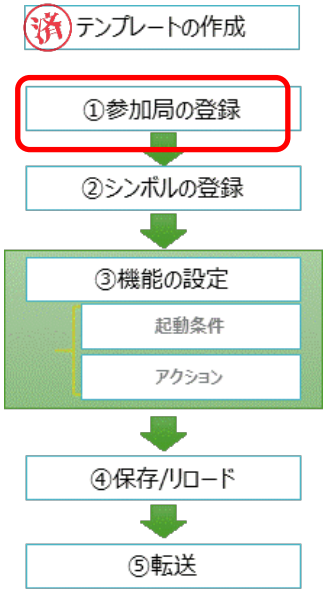 済 テンプレートの作成
①参加局の登録
②シンボルの登録
③機能の設定
起動条件
アクション
④保存/リロード
⑤転送